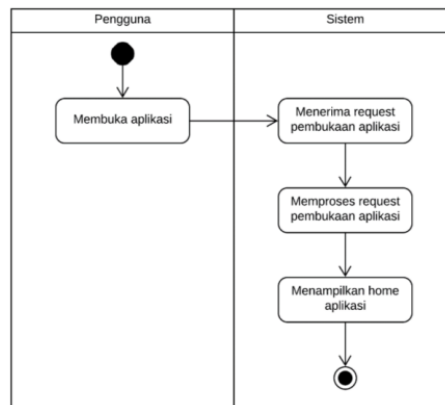 Pengguna
Sistem
Membuka aplikasi
Menerima request
pembukaan aplikasi
Memproses request
pembukaan aplikasi
Menampilkan home
aplikasi